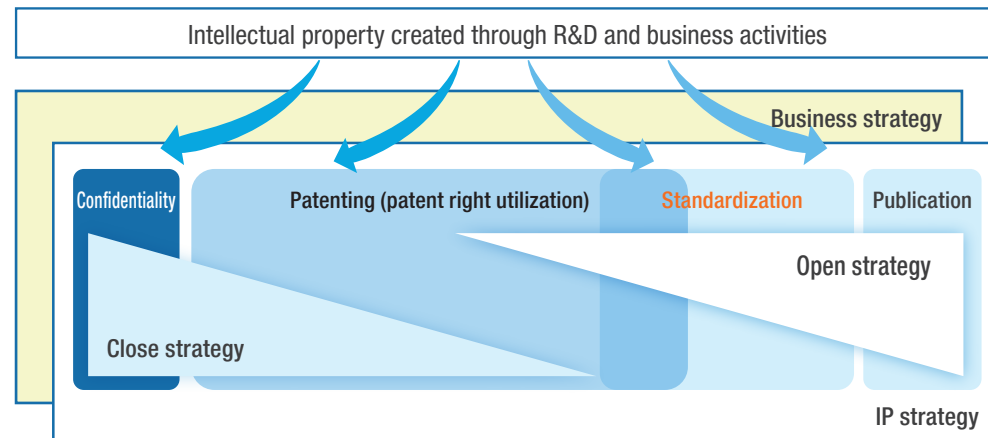 Intellectual property created through R&D and business activities
Business strategy
Confidentiality
Patenting (patent right utilization)
Standardization
Publication
Open strategy
Close strategy
IP strategy